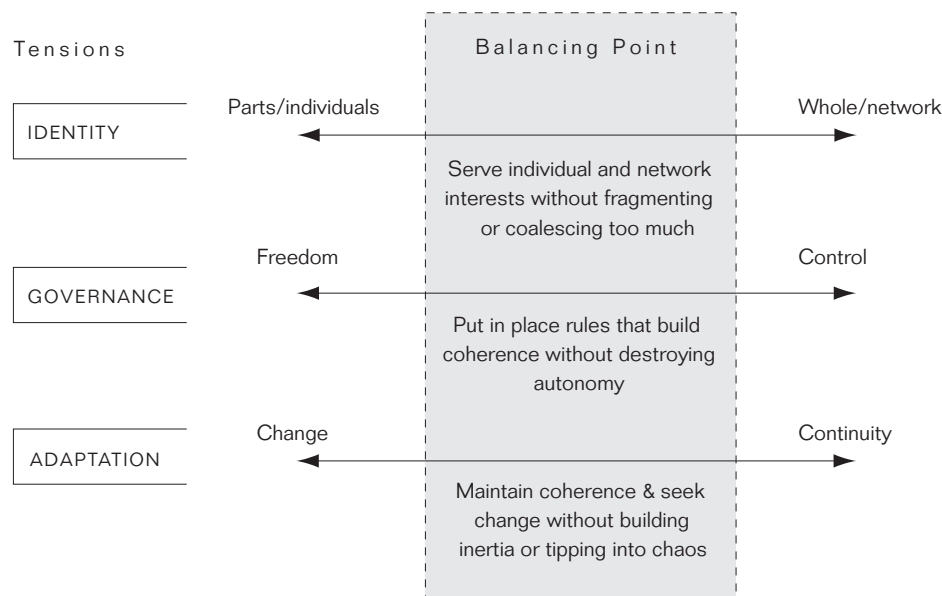 Tensions
Balancing Point
IDENTITY
Parts/individuals
Whole/network
Serve individual and network
interests without fragmenting
or coalescing too much
GOVERNANCE
Freedom
Control
Put in place rules that build
coherence without destroying
autonomy
ADAPTATION
Change
Continuity
Maintain coherence & seek
change without building
inertia or tipping into chaos